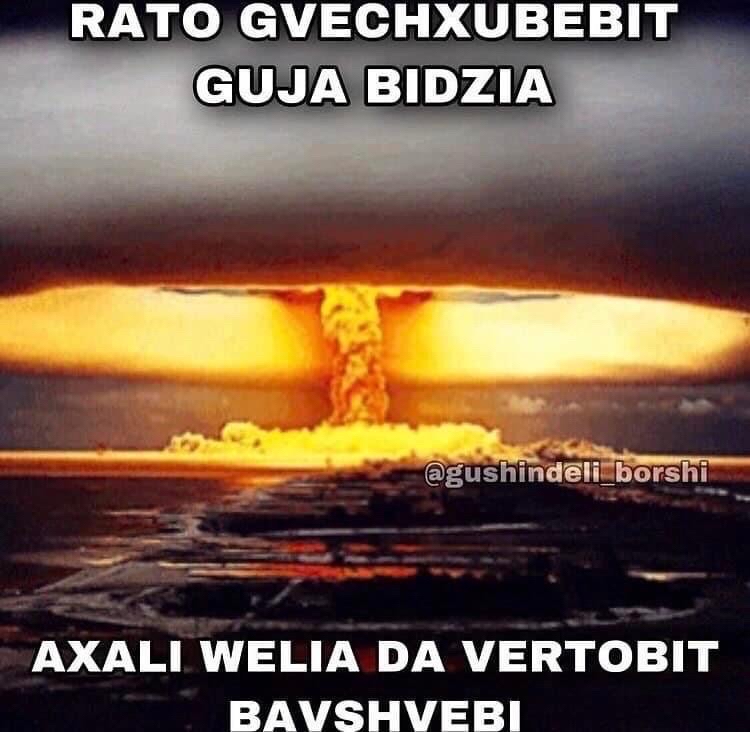 RATO GVECHXUBEBIT
GUJA BIDZIA
@gushindeli_borshi
AXALI WELIA DA VERTOBIT
BAVSHVEBI